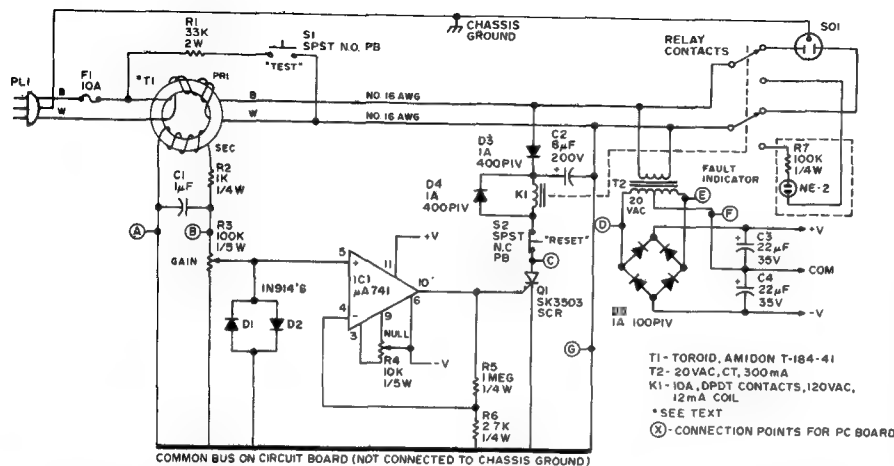 CHASSIS
GROUND
SO1
R1
33K
2W
S1
SPST N.O. PB
"TEST"
RELAY
CONTACTS
PL1
F1
10A
B
W
*T1
PRI
B
NO 16 AWG
W
NO 16 AWG
SEC
R2
1K
1/4W
C1
1µF
D3
1A
400PIV
C2
8µF
200V
+
D4
1A
400PIV
K1
R7
100K
1/4W
NE-2
FAULT
INDICATOR
T2
20
VAC
E
D
F
A
B
R3
100K
1/5W
GAIN
S2
SPST
N.C
PB
"RESET"
C
+V
+
C3
22µF
35V
COM
+
C4
22µF
35V
-V
1A 100PIV
1N914'S
D1
D2
5
+
11
+V
IC1
µA741
10
4
-
6
9
3
NULL
-V
R4
10K
1/5W
Q1
SK3503
SCR
G
R5
1MEG
1/4W
R6
2.7K
1/4W
T1- TOROID, AMIDON T-184-41
T2- 20VAC, CT, 300mA
K1- 10A, DPDT CONTACTS, 120VAC,
12mA COIL
*SEE TEXT
X - CONNECTION POINTS FOR PC BOARD
COMMON BUS ON CIRCUIT BOARD (NOT CONNECTED TO CHASSIS GROUND)